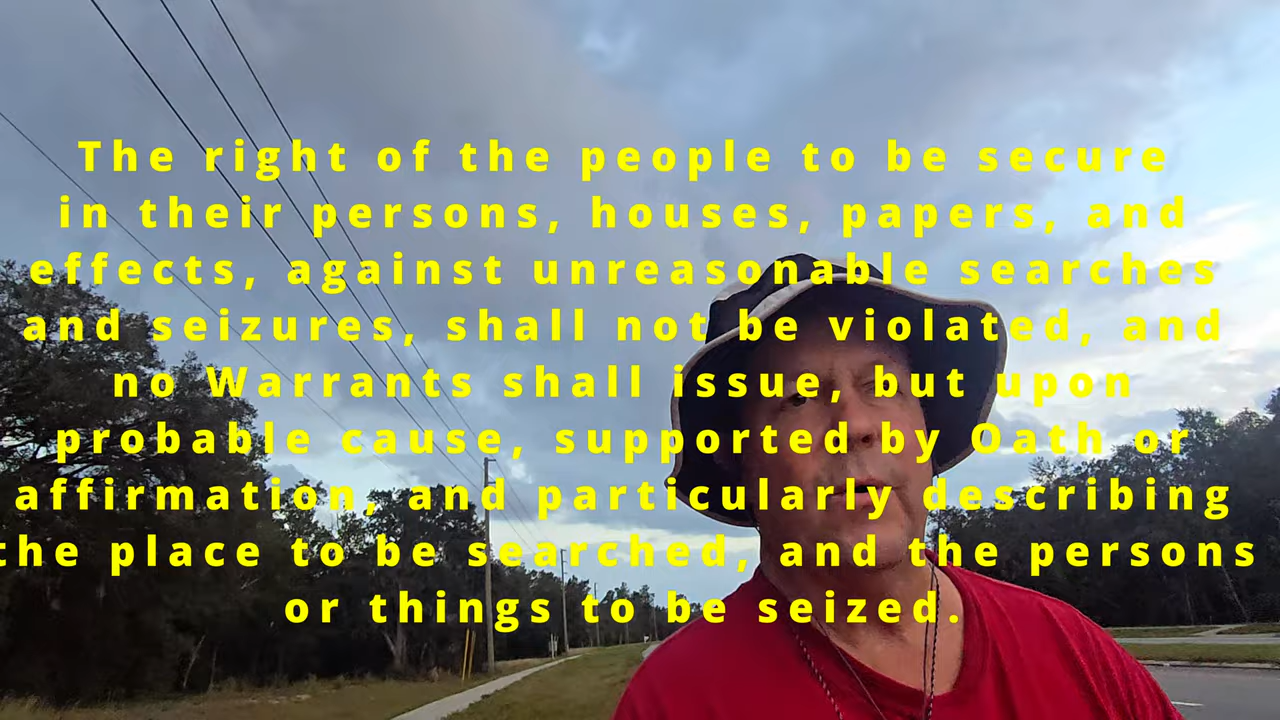 The right of the people to be secure
in their persons, houses, papers, and
effects, against unreasonable searches
and seizures, shall not be violated, and
no Warrants shall issue, but upon
probable cause, supported by Oath or
affirmation, and particularly describing
the place to be searched, and the persons
or things to be seized.